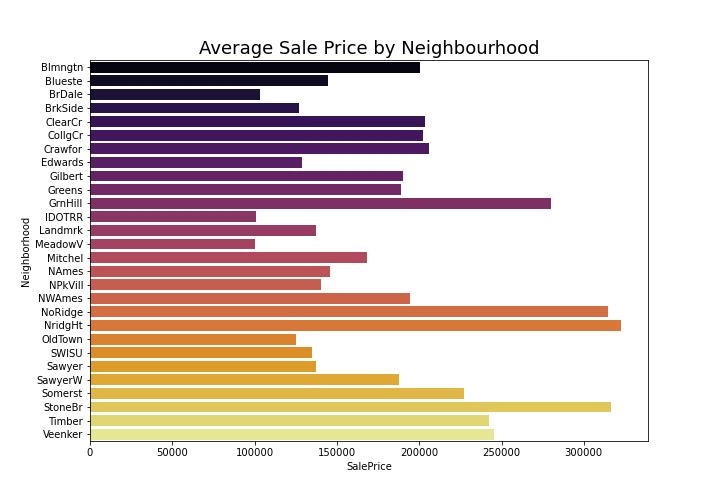 Average Sale Price by Neighbourhood
Neighborhood
Blmngtn
Blueste
BrDale
BrkSide
ClearCr
CollgCr
Crawfor
Edwards
Gilbert
Greens
GrnHill
IDOTRR
Landmrk
MeadowV
Mitchel
NAmes
NPkVill
NWAmes
NoRidge
NridgHt
OldTown
SWISU
Sawyer
SawyerW
Somerst
StoneBr
Timber
Veenker
0 50000 100000 150000 200000 250000 300000
SalePrice